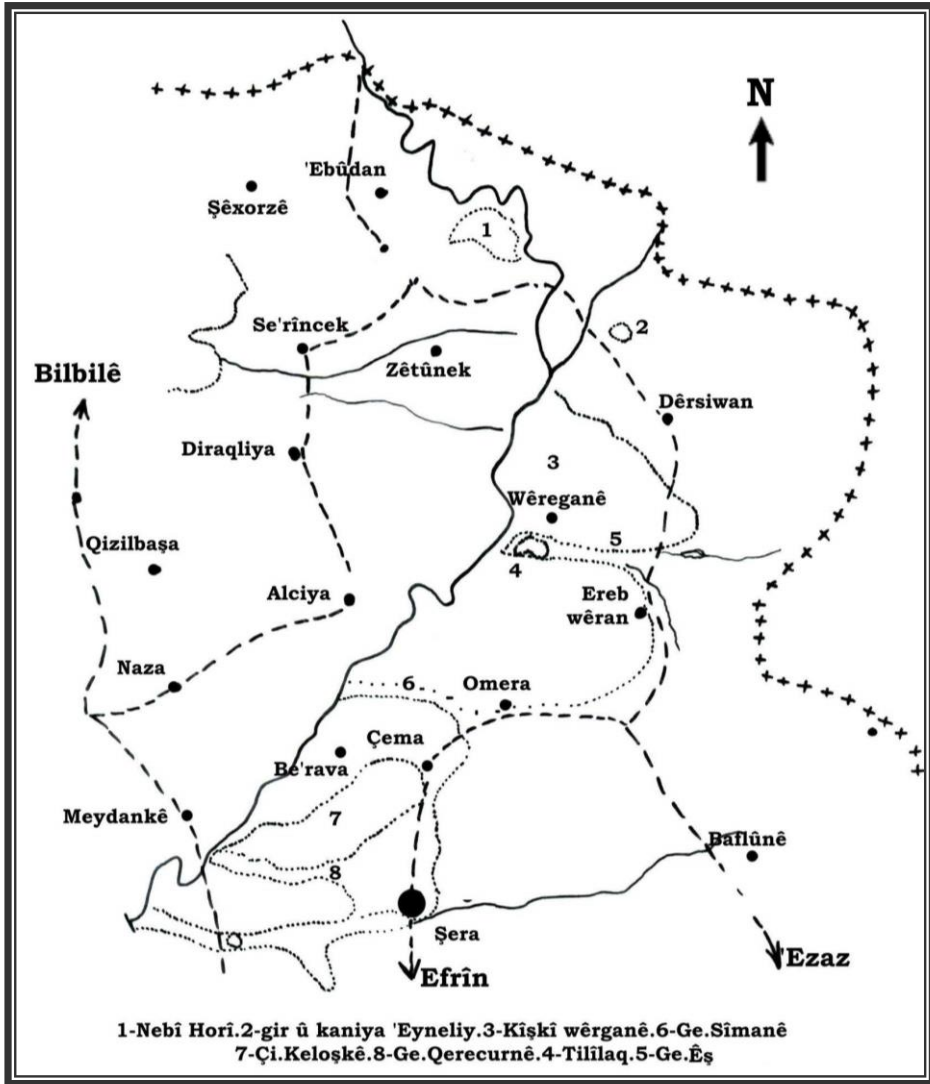 N
'Ebûdan
Şêxorzê
1
Se'rîncek
2
Zêtûnek
Bilbilê
Dêrsiwan
Diraqliya
3
Wêreganê
5
Qizilbaşa
4
Alciya
Ereb
wêran
Naza
6
Omera
Çema
Be'rava
Meydankê
7
Baflûnê
8
Şera
'Ezaz
Efrîn
1-Nebî Horî.2-gir û kaniya 'Eyneliy.3-Kîşkî wêrganê.6-Ge.Sîmanê
7-Çi.Keloşkê.8-Ge.Qerecurnê.4-Tilîlaq.5-Ge.Êş